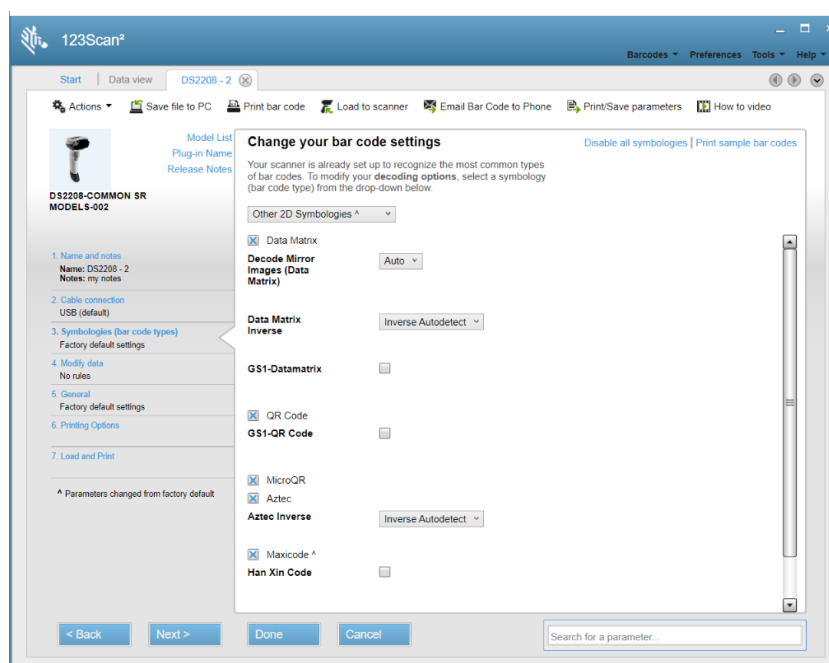 123Scan²
Barcodes Preferences Tools Help
Start Data view DS2208 - 2
Actions Save file to PC Print bar code Load to scanner Email Bar Code to Phone Print/Save parameters How to video
Model List
Plug-in Name
Release Notes
DS2208-COMMON SR
MODELS-002
1. Name and notes
Name: DS2208 - 2
Notes: my notes
2. Cable connection
USB (default)
3. Symbologies (bar code types)
Factory default settings
4. Modify data
No rules
5. General
Factory default settings
6. Printing Options
7. Load and Print
^ Parameters changed from factory default
Change your bar code settings
Disable all symbologies | Print sample bar codes
Your scanner is already set up to recognize the most common types
of bar codes. To modify your decoding options, select a symbology
(bar code type) from the drop-down below.
Other 2D Symbologies ^
Data Matrix
Decode Mirror
Images (Data
Matrix)
Auto
Data Matrix
Inverse
Inverse Autodetect
GS1-Datamatrix
QR Code
GS1-QR Code
MicroQR
Aztec
Aztec Inverse
Inverse Autodetect
Maxicode ^
Han Xin Code
< Back Next > Done Cancel
Search for a parameter...